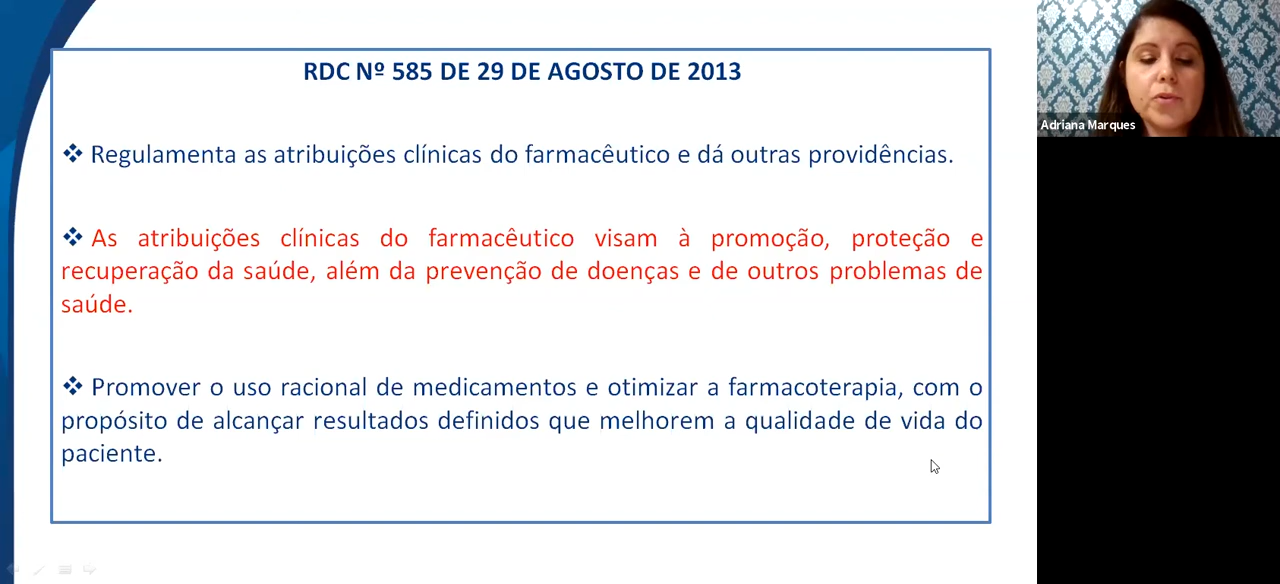 RDC Nº 585 DE 29 DE AGOSTO DE 2013
❖ Regulamenta as atribuições clínicas do farmacêutico e dá outras providências.
❖ As atribuições clínicas do farmacêutico visam à promoção, proteção e
recuperação da saúde, além da prevenção de doenças e de outros problemas de
saúde.
❖ Promover o uso racional de medicamentos e otimizar a farmacoterapia, com o
propósito de alcançar resultados definidos que melhorem a qualidade de vida do
paciente.
Adriana Marques